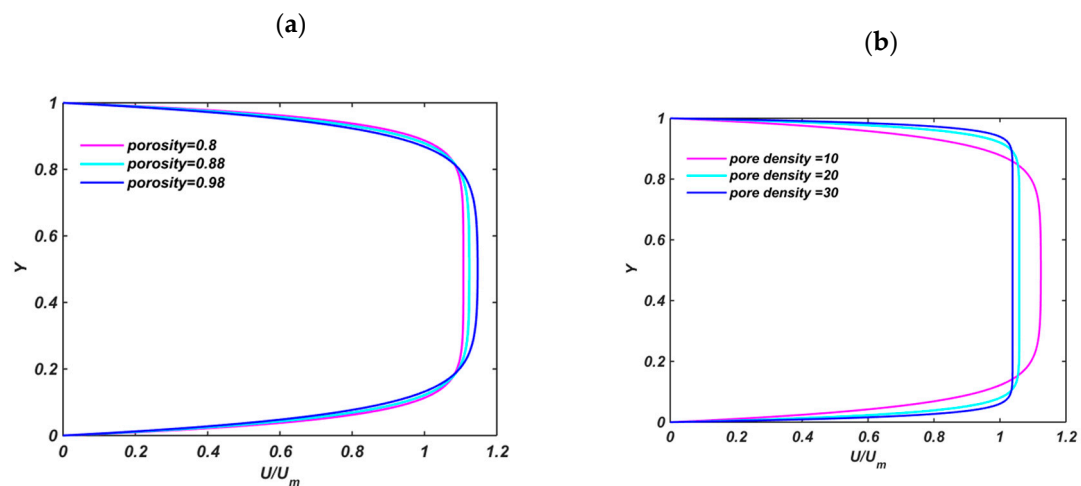 (a)
1
0.8
0.6
0.4
0.2
0
Y
porosity=0.8
porosity=0.88
porosity=0.98
0 0.2 0.4 0.6 0.8 1 1.2
U/Um
(b)
1
0.8
0.6
0.4
0.2
0
Y
pore density =10
pore density =20
pore density =30
0 0.2 0.4 0.6 0.8 1 1.2
U/Um